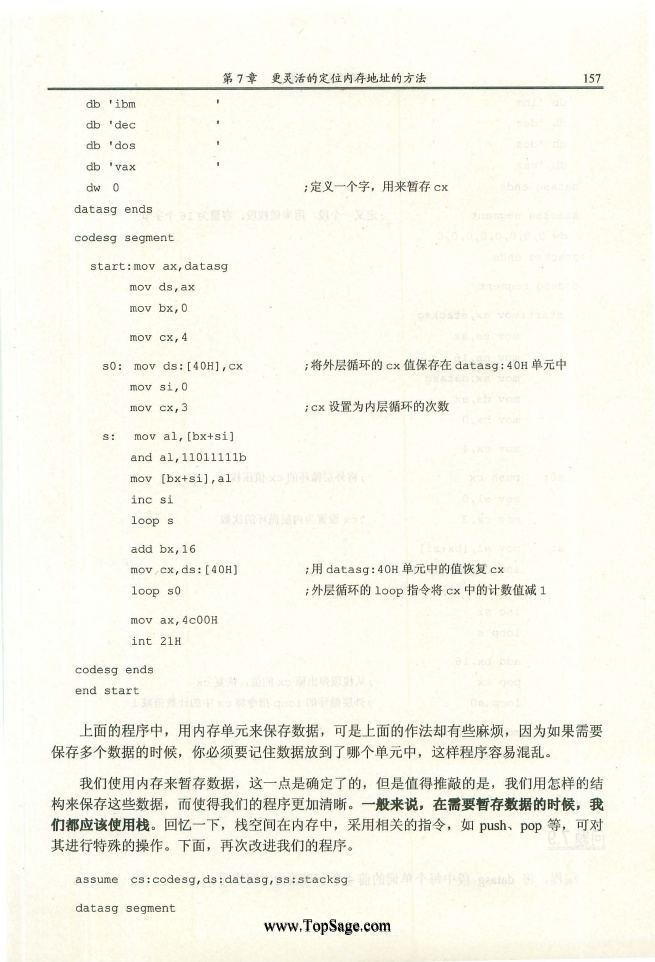 第 7 章 更灵活的定位内存地址的方法 157
db 'ibm '
db 'dec '
db 'dos '
db 'vax '
dw 0 ;定义一个字，用来暂存 cx
datasg ends
codesg segment
start:mov ax,datasg
mov ds,ax
mov bx,0
mov cx,4
s0: mov ds:[40H],cx ;将外层循环的 cx 值保存在 datasg:40H 单元中
mov si,0
mov cx,3 ;cx 设置为内层循环的次数
s: mov al,[bx+si]
and al,11011111b
mov [bx+si],al
inc si
loop s
add bx,16
mov cx,ds:[40H] ;用 datasg:40H 单元中的值恢复 cx
loop s0 ;外层循环的 loop 指令将 cx 中的计数值减 1
mov ax,4c00H
int 21H
codesg ends
end start
上面的程序中，用内存单元来保存数据，可是上面的作法却有些麻烦，因为如果需要
保存多个数据的时候，你必须要记住数据放到了哪个单元中，这样程序容易混乱。
我们使用内存来暂存数据，这一点是确定了的，但是值得推敲的是，我们用怎样的结
构来保存这些数据，而使得我们的程序更加清晰。一般来说，在需要暂存数据的时候，我
们都应该使用栈。回忆一下，栈空间在内存中，采用相关的指令，如 push、pop 等，可对
其进行特殊的操作。下面，再次改进我们的程序。
assume cs:codesg,ds:datasg,ss:stacksg
datasg segment
www.TopSage.com